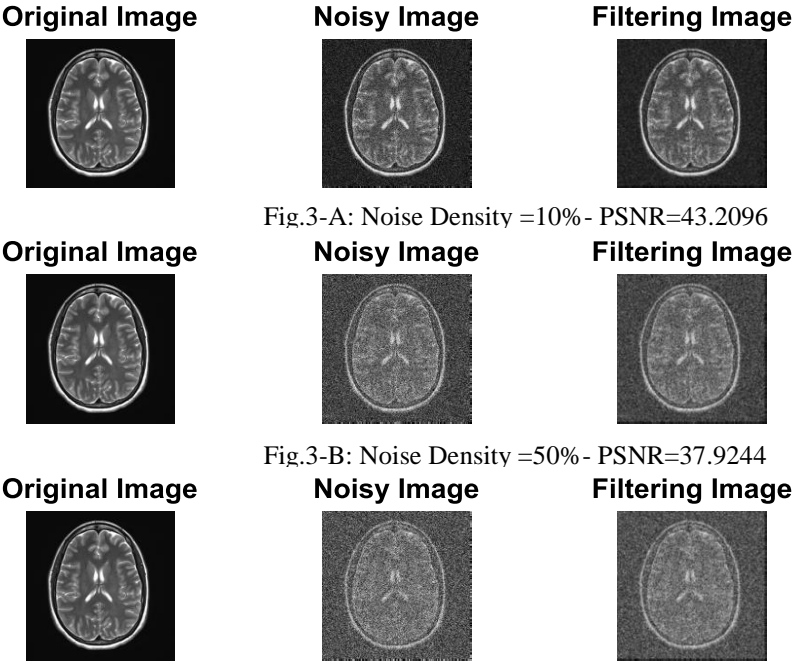 Original Image Noisy Image Filtering Image
Fig.3-A: Noise Density =10%- PSNR=43.2096
Original Image Noisy Image Filtering Image
Fig.3-B: Noise Density =50%- PSNR=37.9244
Original Image Noisy Image Filtering Image